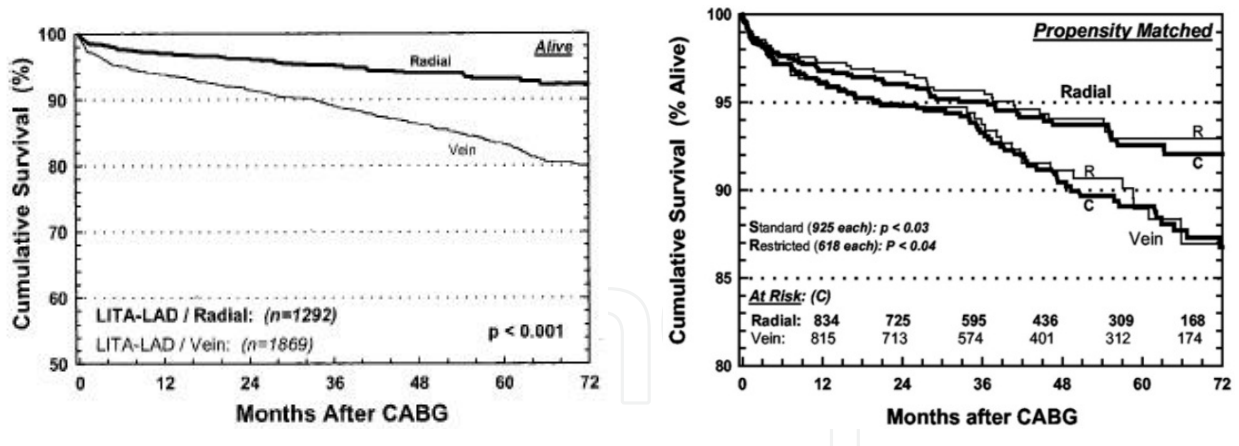 Cumulative Survival (%)
100
90
80
70
60
50
Alive
Radial
Vein
LITA-LAD / Radial: (n=1292)
LITA-LAD / Vein: (n=1869)
p < 0.001
0 12 24 36 48 60 72
Months After CABG
Cumulative Survival (% Alive)
100
95
90
85
80
Propensity Matched
Radial
R
C
R
C
Vein
Standard (925 each): p < 0.03
Restricted (618 each): P < 0.04
At Risk: (C)
Radial: 834 725 595 436 309 168
Vein: 815 713 574 401 312 174
0 12 24 36 48 60 72
Months after CABG